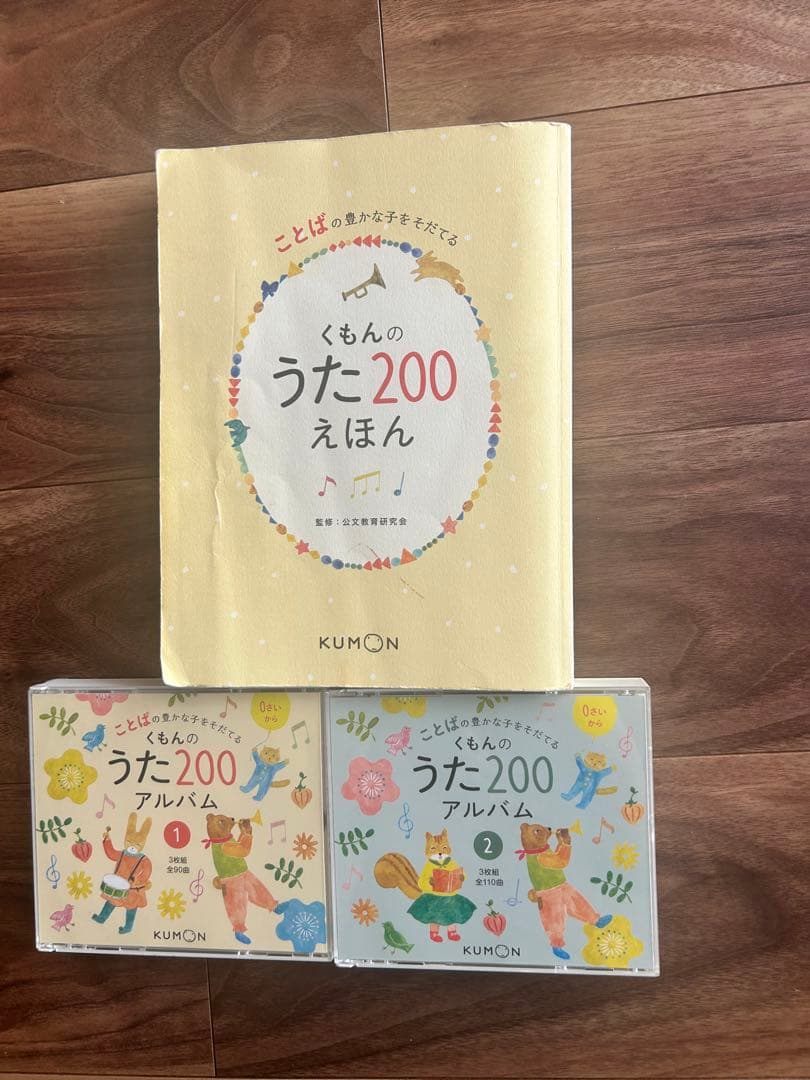 ことばの豊かな子をそだてる
くもんの
うた200
えほん
監修：公文教育研究会
KUMON
0さい
から
ことばの豊かな子をそだてる
くもんの
うた200
アルバム
1
3枚組
全90曲
KUMON
0さい
から
ことばの豊かな子をそだてる
くもんの
うた200
アルバム
2
3枚組
全110曲
KUMON